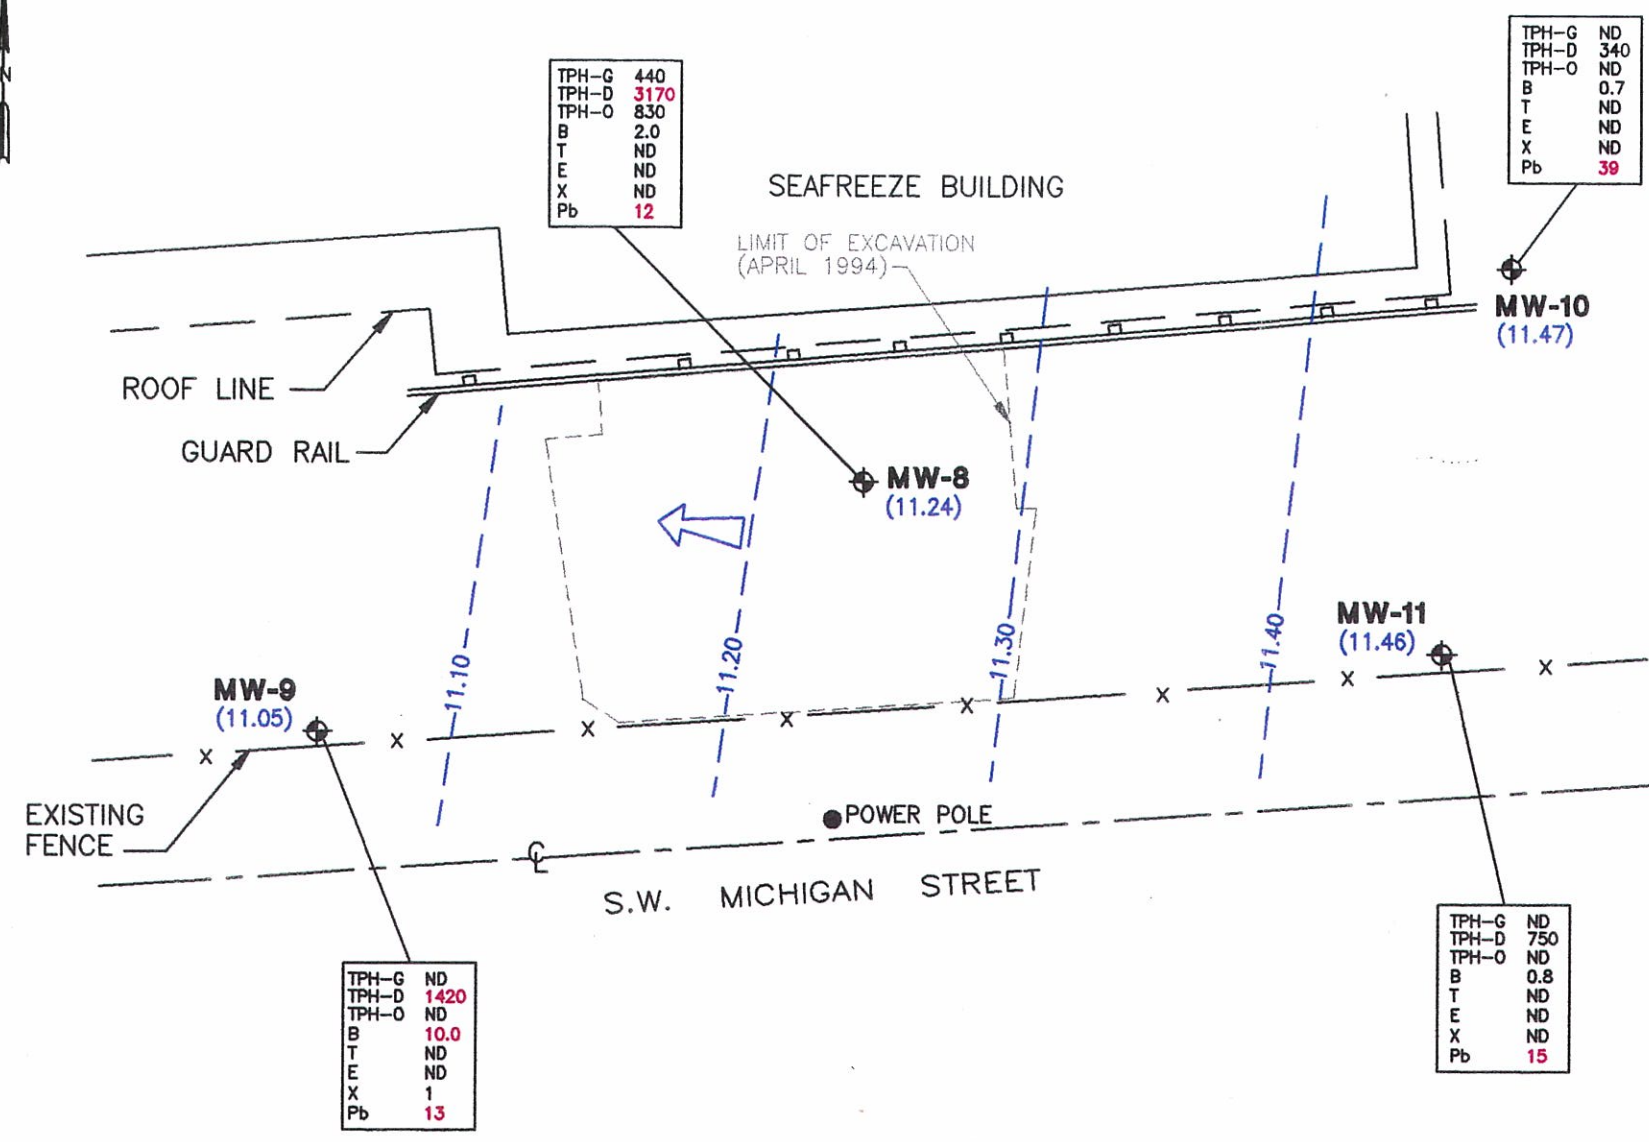 N
TPH-G ND
TPH-D 340
TPH-O ND
B 0.7
T ND
E ND
X ND
Pb 39
TPH-G 440
TPH-D 3170
TPH-O 830
B 2.0
T ND
E ND
X ND
Pb 12
SEAFREEZE BUILDING
LIMIT OF EXCAVATION
(APRIL 1994)
MW-10
(11.47)
ROOF LINE
GUARD RAIL
MW-8
(11.24)
MW-11
(11.46)
11.10
11.20
11.30
11.40
MW-9
(11.05)
X X X X X X X X
EXISTING
FENCE
POWER POLE
CL
S.W. MICHIGAN STREET
TPH-G ND
TPH-D 750
TPH-O ND
B 0.8
T ND
E ND
X ND
Pb 15
TPH-G ND
TPH-D 1420
TPH-O ND
B 10.0
T ND
E ND
X 1
Pb 13